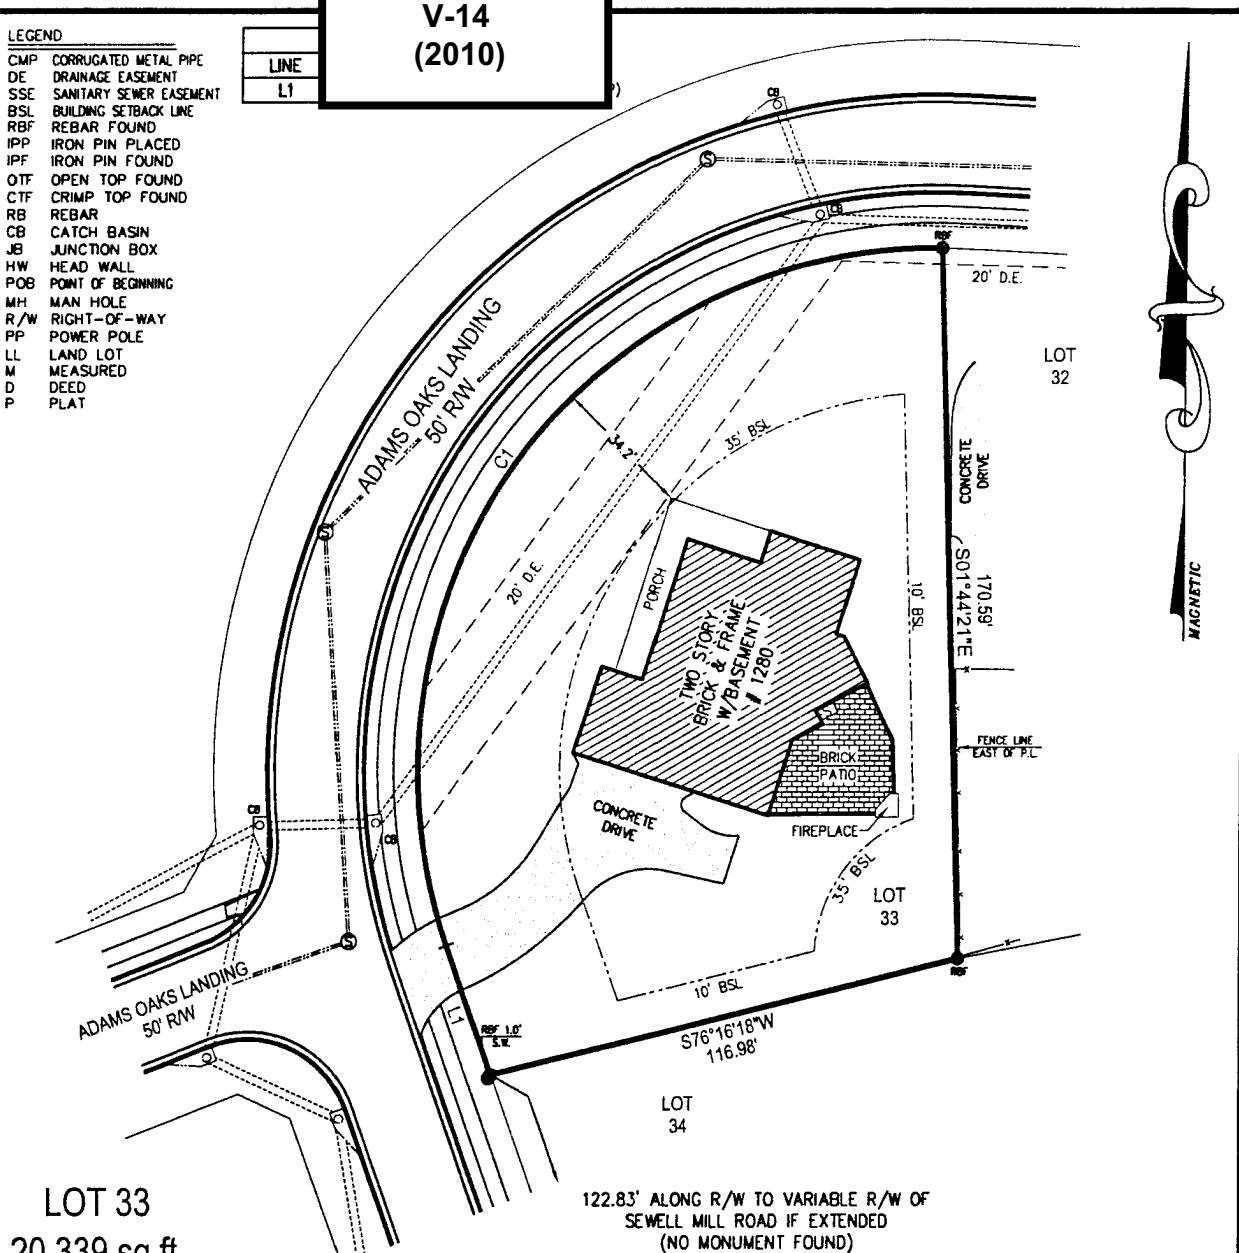 V-14
(2010)
LEGEND
CMP CORRUGATED METAL PIPE
DE DRAINAGE EASEMENT
SSE SANITARY SEWER EASEMENT
BSL BUILDING SETBACK LINE
RBF REBAR FOUND
IPP IRON PIN PLACED
IPF IRON PIN FOUND
OTF OPEN TOP FOUND
CTF CRIMP TOP FOUND
RB REBAR
CB CATCH BASIN
JB JUNCTION BOX
HW HEAD WALL
POB POINT OF BEGINNING
MH MAN HOLE
R/W RIGHT-OF-WAY
PP POWER POLE
LL LAND LOT
M MEASURED
D DEED
P PLAT
LINE
L1
)
CB
S
CB
RBF
20' D.E.
LOT
32
ADAMS OAKS LANDING
50' R/W
C1
34.2'
35' BSL
CONCRETE
DRIVE
S
20' D.E.
PORCH
10' BSL
170.59'
S01°44'21"E
MAGNETIC
TWO STORY
BRICK & FRAME
W/BASEMENT
# 1280
FENCE LINE
EAST OF P.L.
BRICK
PATIO
FIREPLACE
CONCRETE
DRIVE
CB
CB
35' BSL
LOT
33
S
ADAMS OAKS LANDING
50' R/W
10' BSL
RBF
L1
RBF 1.0'
S.W.
S76°16'18"W
116.98'
LOT
34
LOT 33
20,339 sq.ft.
122.83' ALONG R/W TO VARIABLE R/W OF
SEWELL MILL ROAD IF EXTENDED
(NO MONUMENT FOUND)